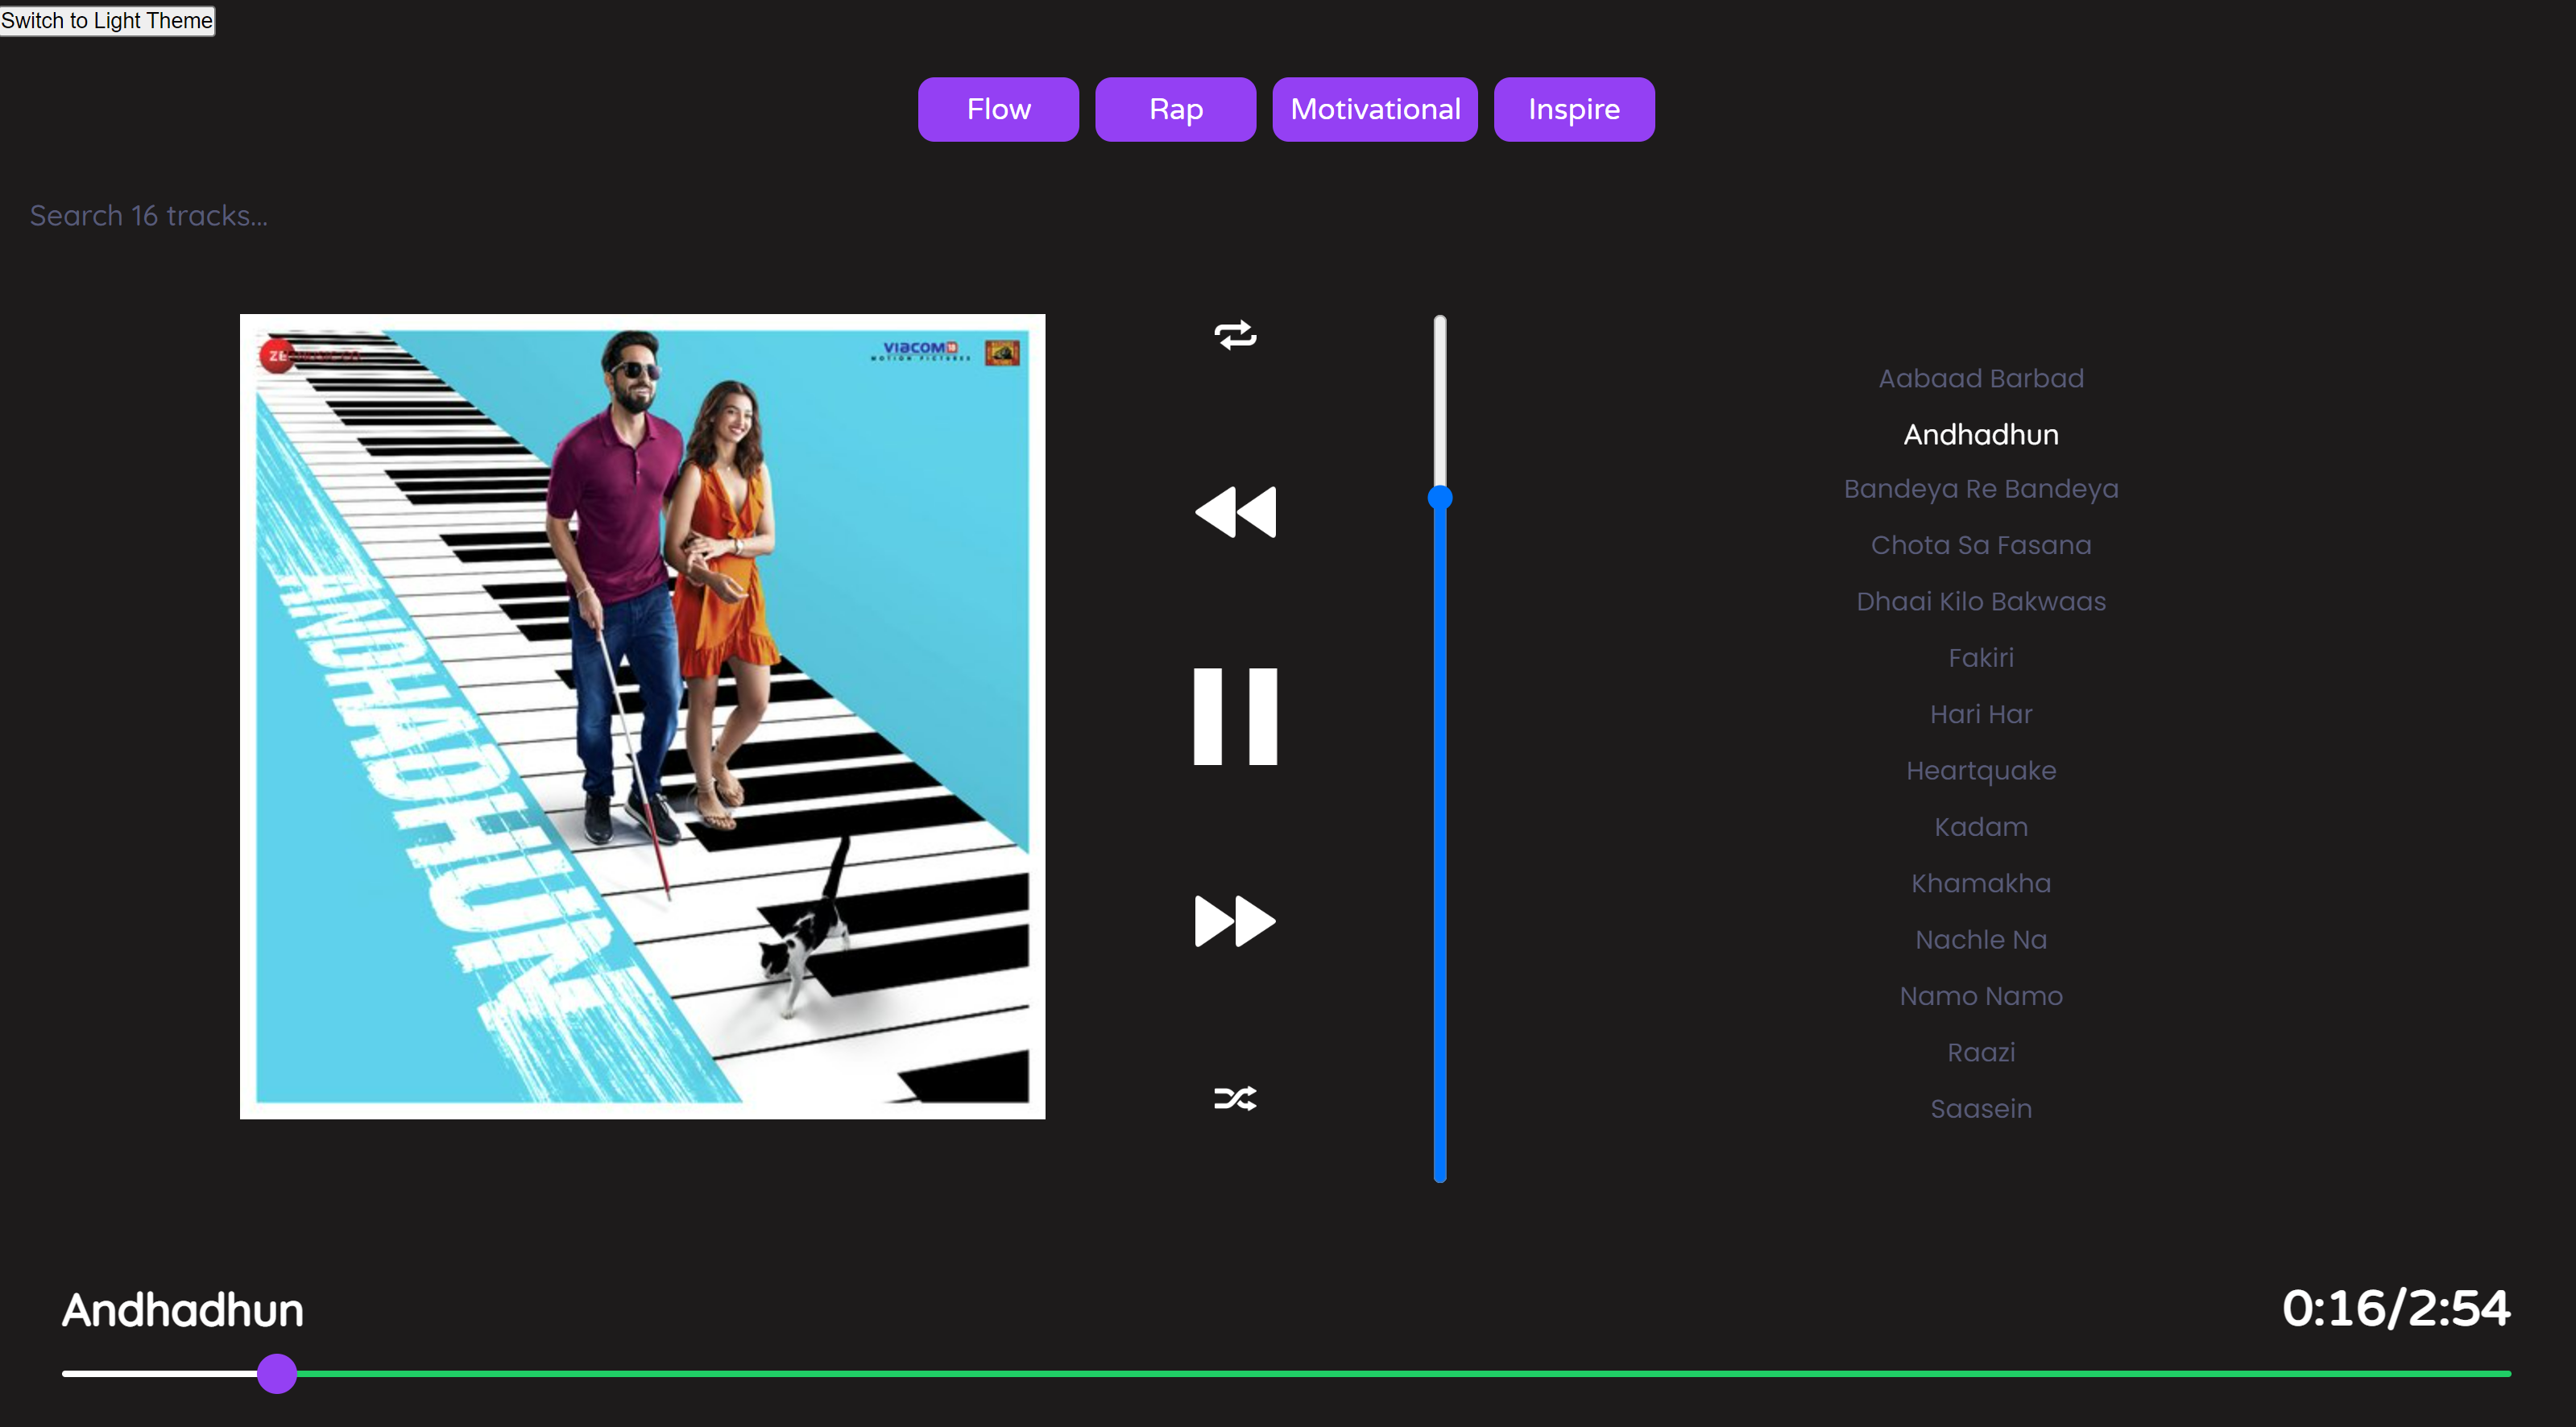 Switch to Light Theme
Flow
Rap
Motivational
Inspire
Search 16 tracks...
VIACOM18
MOTION PICTURES
ANDHADHUN
Aabaad Barbad
Andhadhun
Bandeya Re Bandeya
Chota Sa Fasana
Dhaai Kilo Bakwaas
Fakiri
Hari Har
Heartquake
Kadam
Khamakha
Nachle Na
Namo Namo
Raazi
Saasein
Andhadhun
0:16/2:54